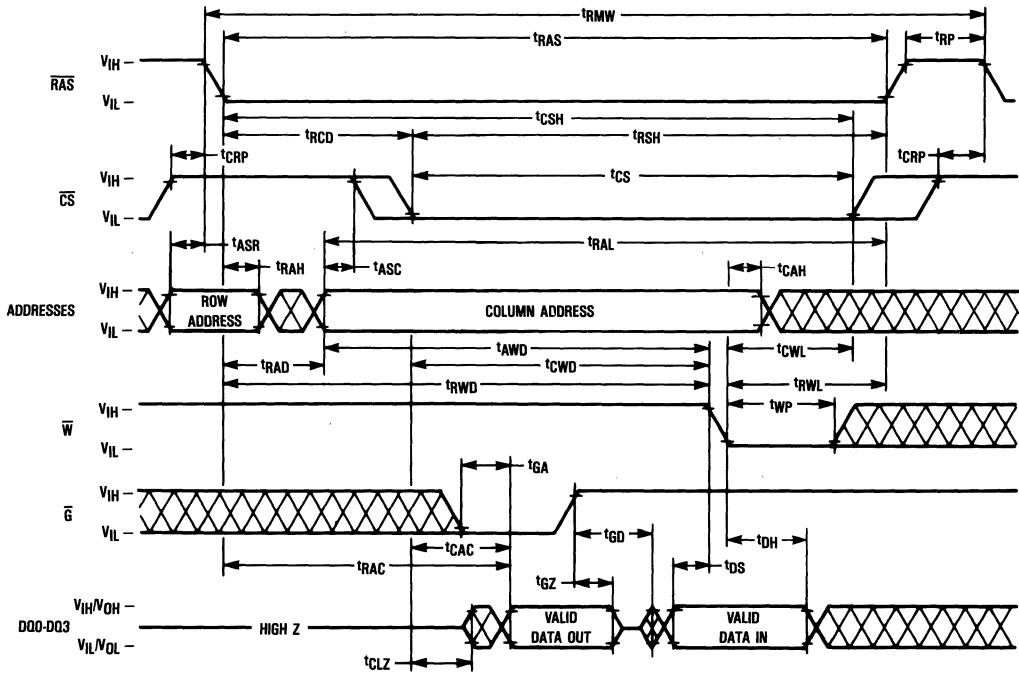 tRMW
tRAS
tRP
RAS
VIH
VIL
tCSH
tRCD
tRSH
tCRP
tCRP
CS
VIH
VIL
tCS
tASR
tRAL
tRAH
tASC
tCAH
ADDRESSES
VIH
VIL
ROW
ADDRESS
COLUMN ADDRESS
tAWD
tCWL
tRAD
tCWD
tRWD
tRWL
W
VIH
VIL
tWP
tGA
G
VIH
VIL
tCAC
tGD
tDH
tRAC
tGZ
tDS
DQ0-DQ3
VIH/VOH
VIL/VOL
HIGH Z
VALID
DATA OUT
VALID
DATA IN
tCLZ